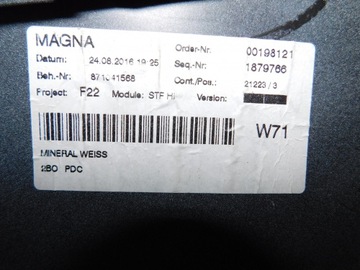 MAGNA Order-Nr: 00198121
Datum: 24.08.2016 19:25 Seq.-Nr: 1879766
Beh.-Nr: Cont./Pos.: 21223 / 3
Project: F22 Module: STF Version:
W71
MINERAL WEISS
2BO PDC